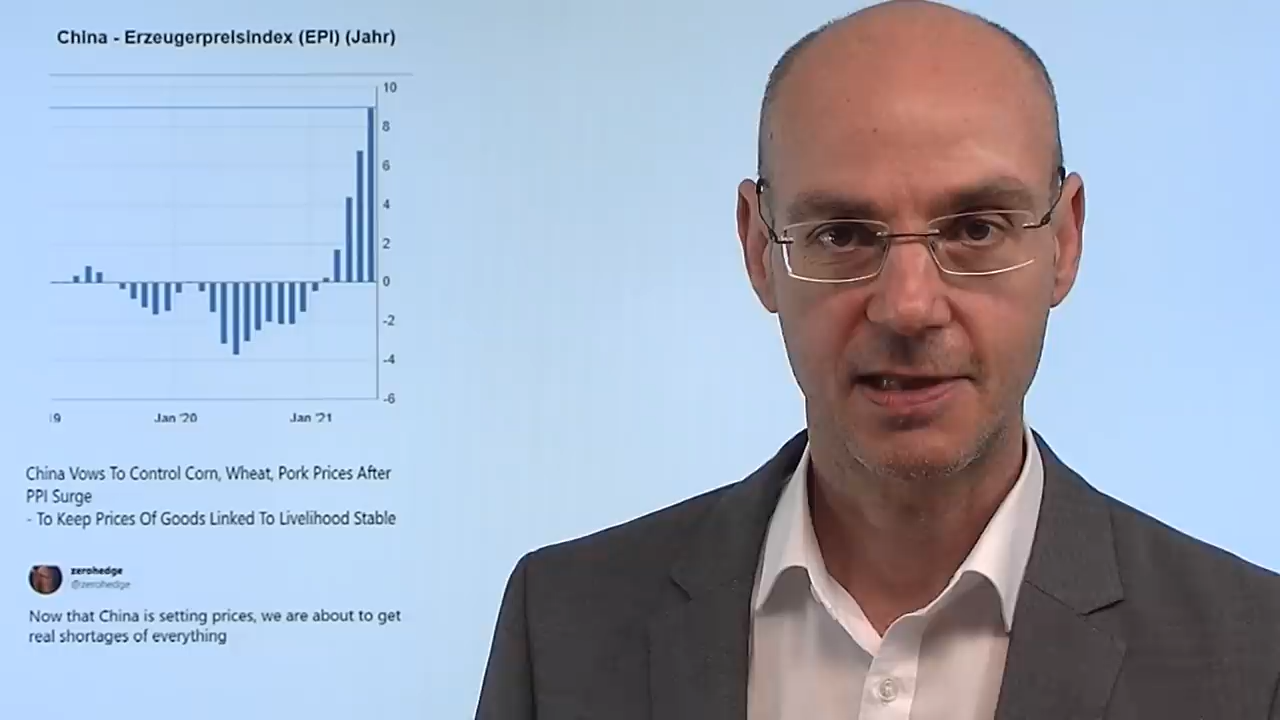 China - Erzeugerpreisindex (EPI) (Jahr)
10
8
6
4
2
0
-2
-4
-6
19
Jan '20
Jan '21
China Vows To Control Corn, Wheat, Pork Prices After
PPI Surge
- To Keep Prices Of Goods Linked To Livelihood Stable
zerohedge
@zerohedge
Now that China is setting prices, we are about to get
real shortages of everything